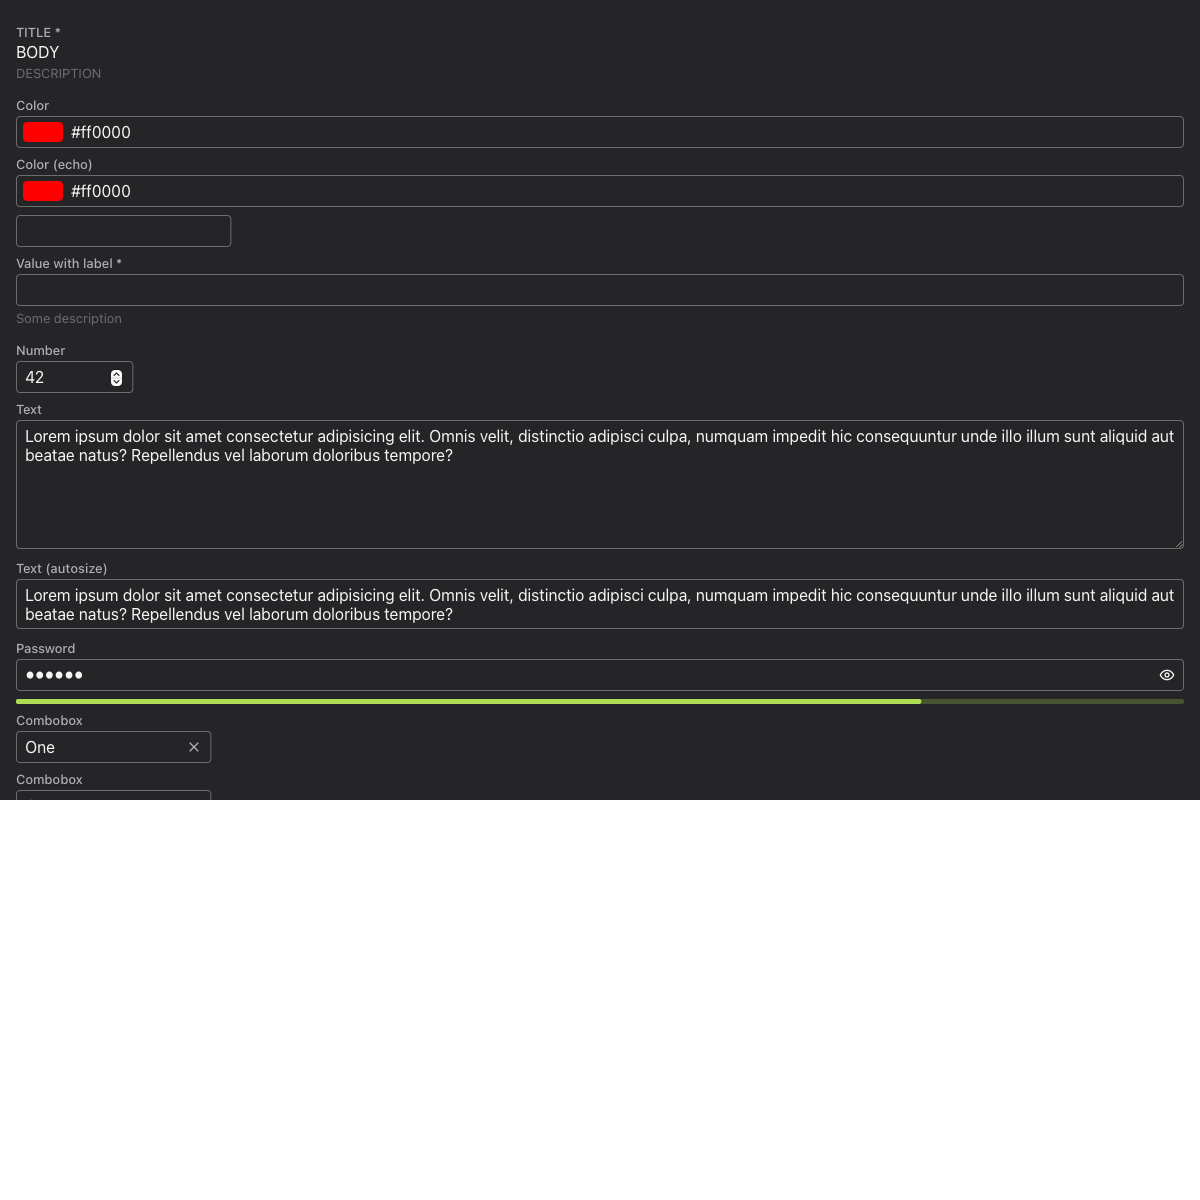 TITLE *
BODY
DESCRIPTION
Color
#ff0000
Color (echo)
#ff0000
Value with label *
Some description
Number
42
Text
Lorem ipsum dolor sit amet consectetur adipisicing elit. Omnis velit, distinctio adipisci culpa, numquam impedit hic consequuntur unde illo illum sunt aliquid aut
beatae natus? Repellendus vel laborum doloribus tempore?
Text (autosize)
Lorem ipsum dolor sit amet consectetur adipisicing elit. Omnis velit, distinctio adipisci culpa, numquam impedit hic consequuntur unde illo illum sunt aliquid aut
beatae natus? Repellendus vel laborum doloribus tempore?
Password
●●●●●●
Combobox
One
Combobox